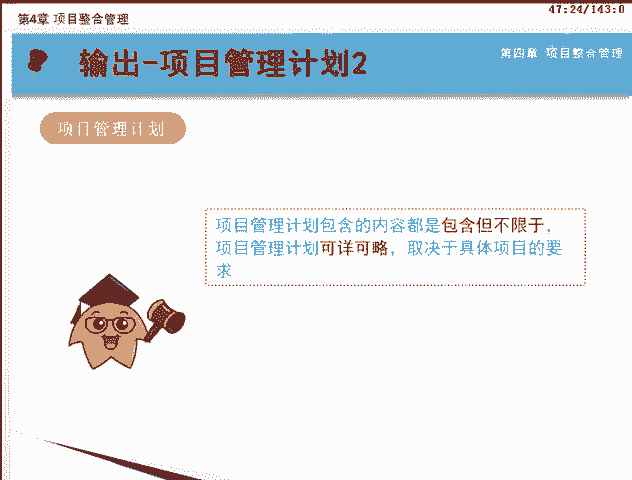 第4章 项目整合管理
47:24/143:0
输出-项目管理计划2
第四章 项目整合管理
项目管理计划
项目管理计划包含的内容都是包含但不限于，
项目管理计划可详可略，取决于具体项目的要
求